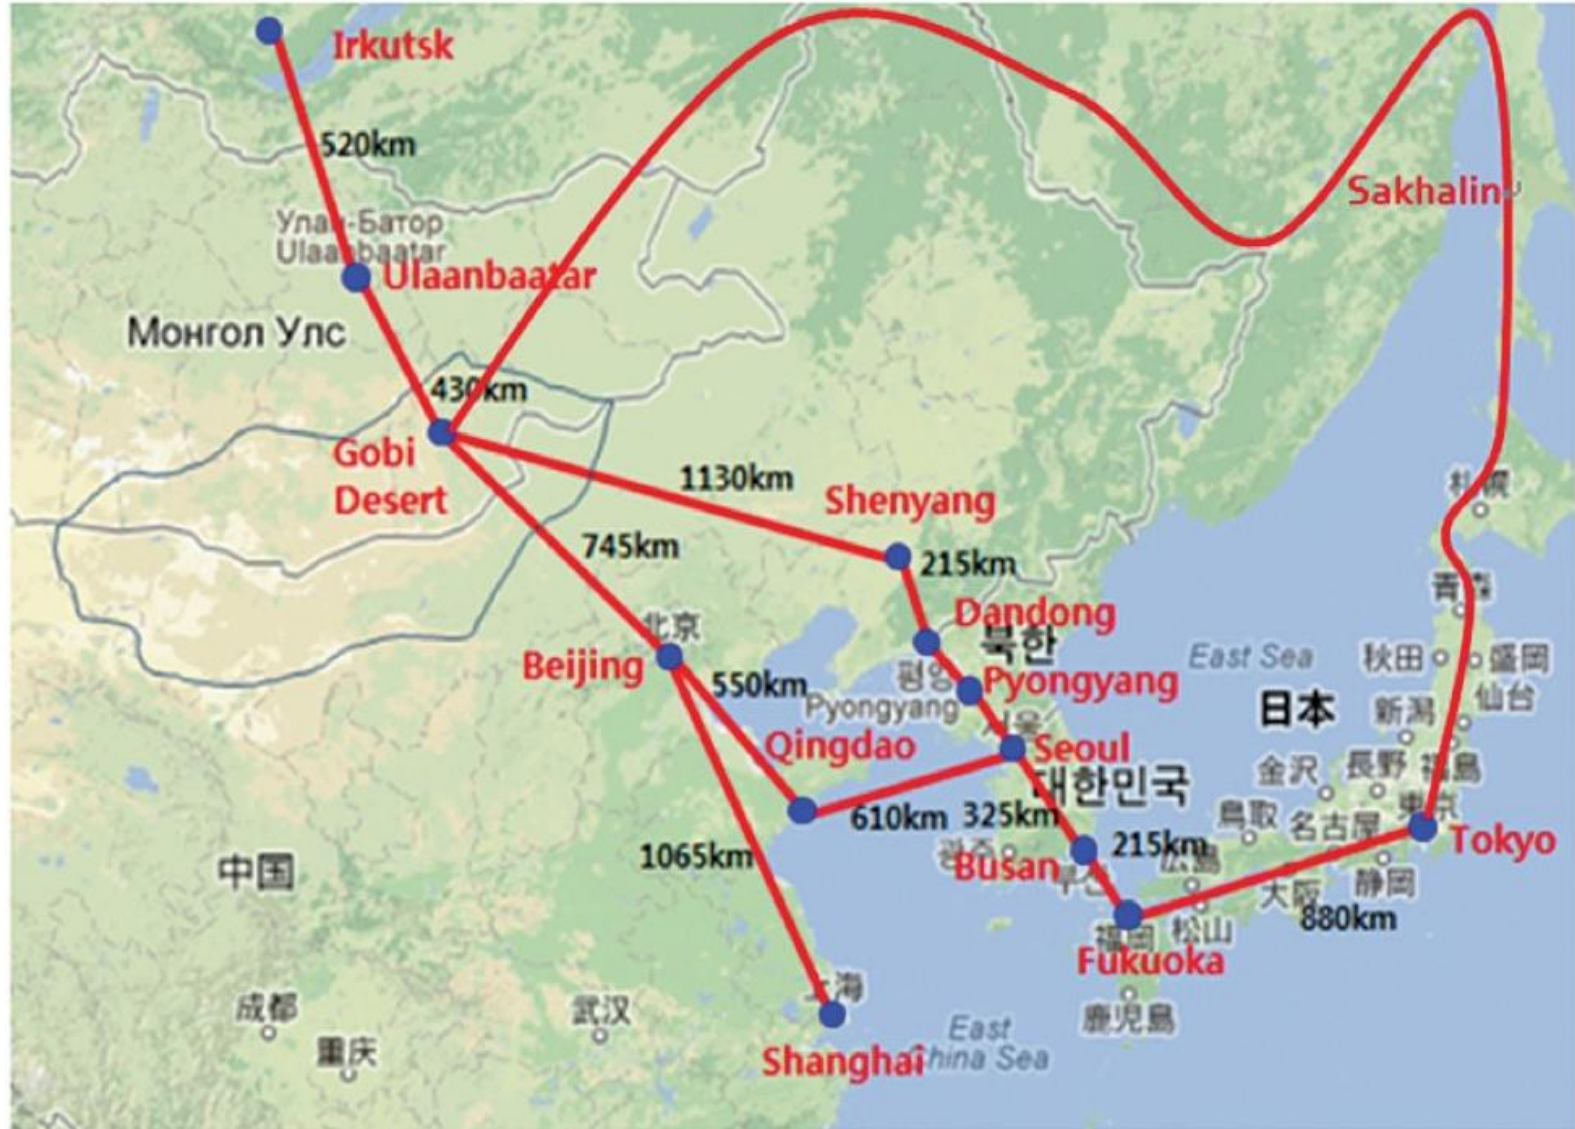 Irkutsk
520km
Улан-Батор
Ulaanbaatar
Ulaanbaatar
Монгол Улс
Sakhalin
430km
Gobi
Desert
1130km
Shenyang
札幌
745km
215km
青森
Dandong
북한
北京
Beijing
550km
평양
Pyongyang
Pyongyang
East Sea
秋田
盛岡
仙台
日本
新潟
서울
Seoul
Qingdao
대한민국
金沢
長野
福島
610km
325km
광주
Busan
부산
215km
鳥取
名古屋
東京
Tokyo
1065km
中国
広島
大阪
静岡
880km
福岡
松山
Fukuoka
鹿児島
上海
Shanghai
East
China Sea
成都
重庆
武汉